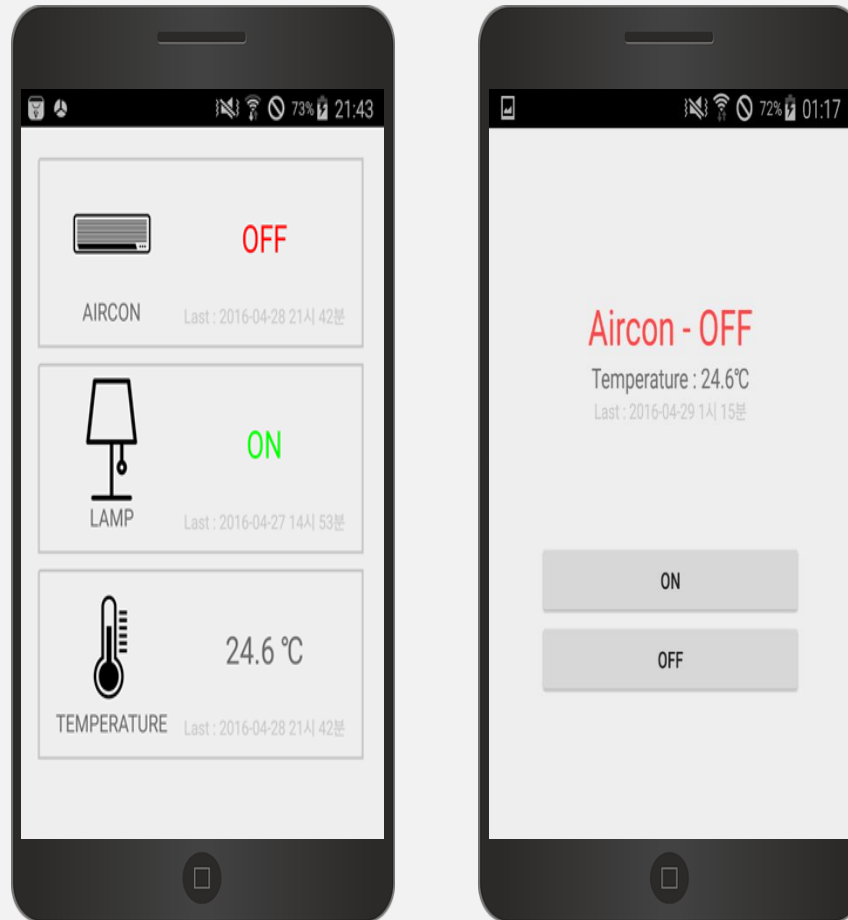 73% 21:43
OFF
AIRCON
Last : 2016-04-28 21시 42분
ON
LAMP
Last : 2016-04-27 14시 53분
24.6 ℃
TEMPERATURE
Last : 2016-04-28 21시 42분
72% 01:17
Aircon - OFF
Temperature : 24.6℃
Last : 2016-04-29 1시 15분
ON
OFF